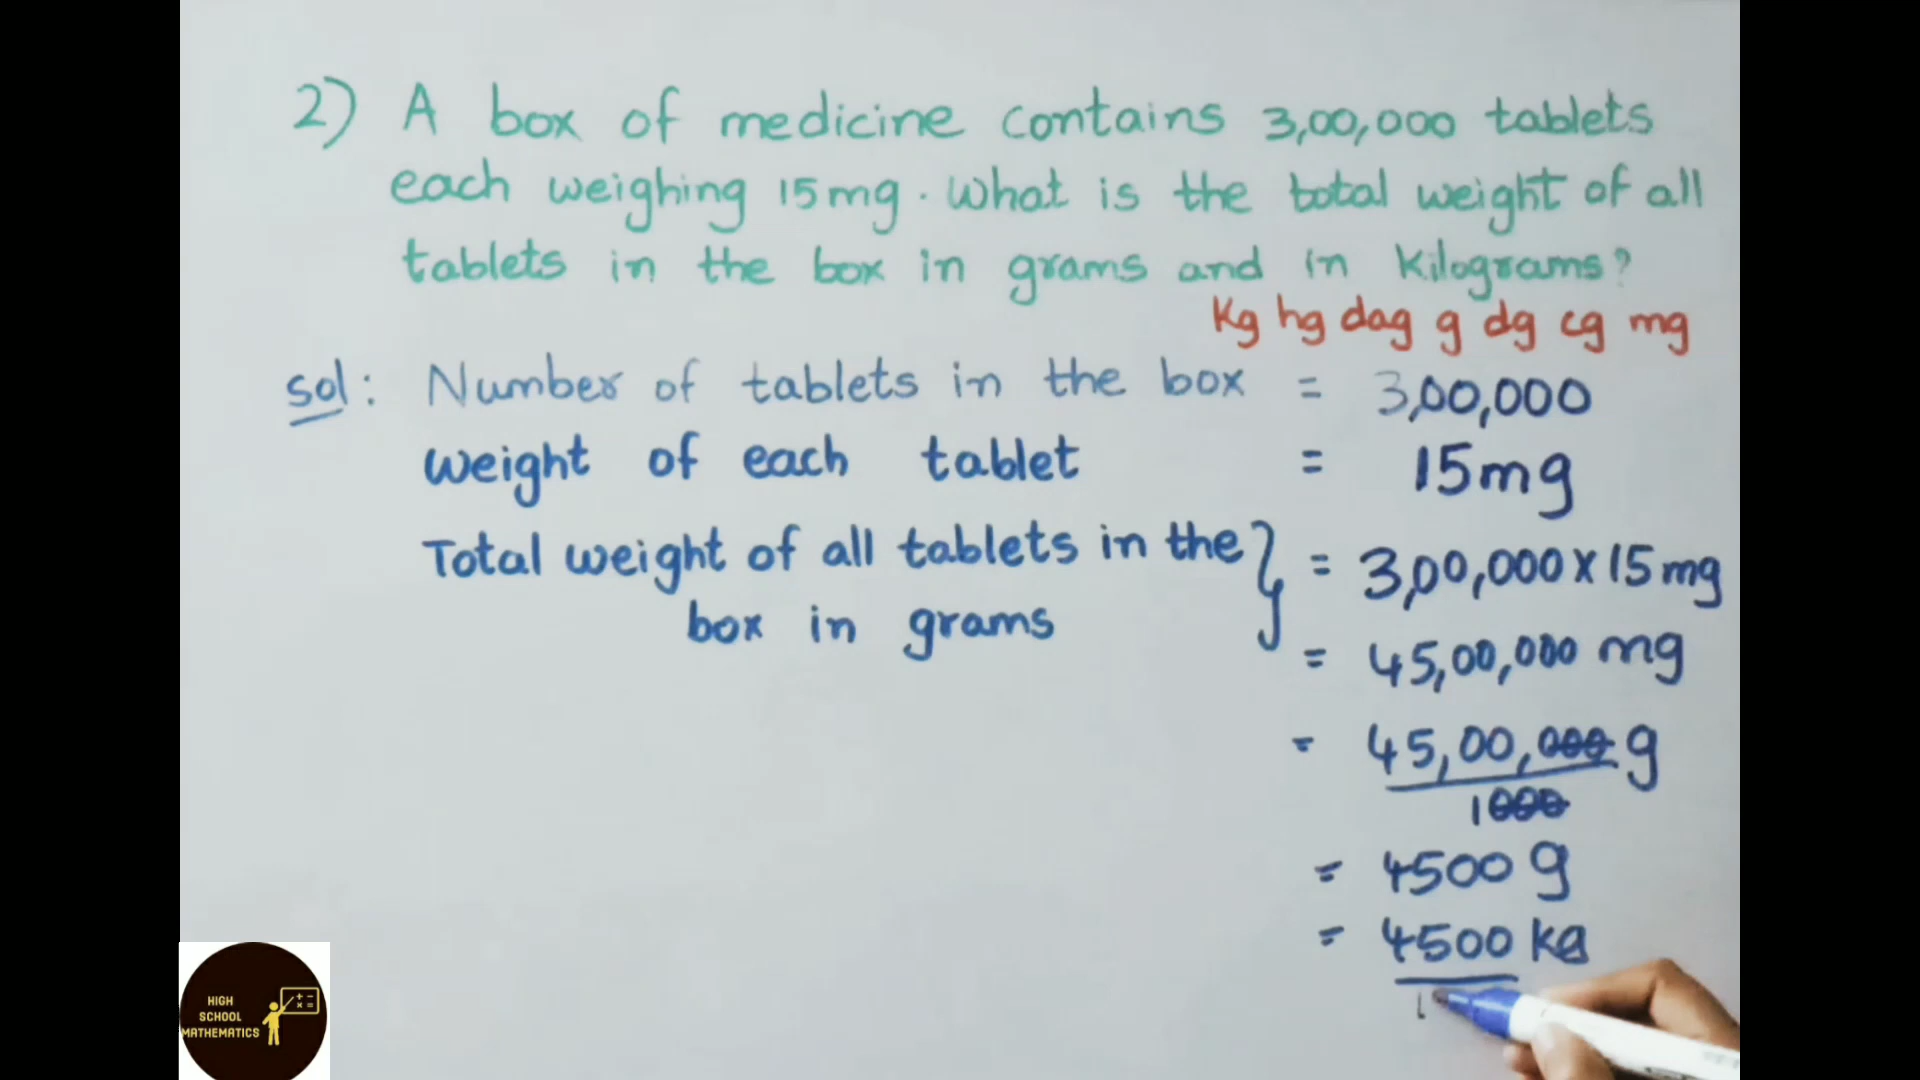 2) A box of medicine contains 3,00,000 tablets
each weighing 15mg. What is the total weight of all
tablets in the box in grams and in kilograms?
Kg hg dag g dg cg mg
sol: Number of tablets in the box = 3,00,000
Weight of each tablet = 15mg
Total weight of all tablets in the } = 3,00,000 x 15 mg
box in grams
= 45,00,000 mg
= 45,00,000 g
1000
= 4500 g
= 4500 kg
1
HIGH
SCHOOL
MATHEMATICS